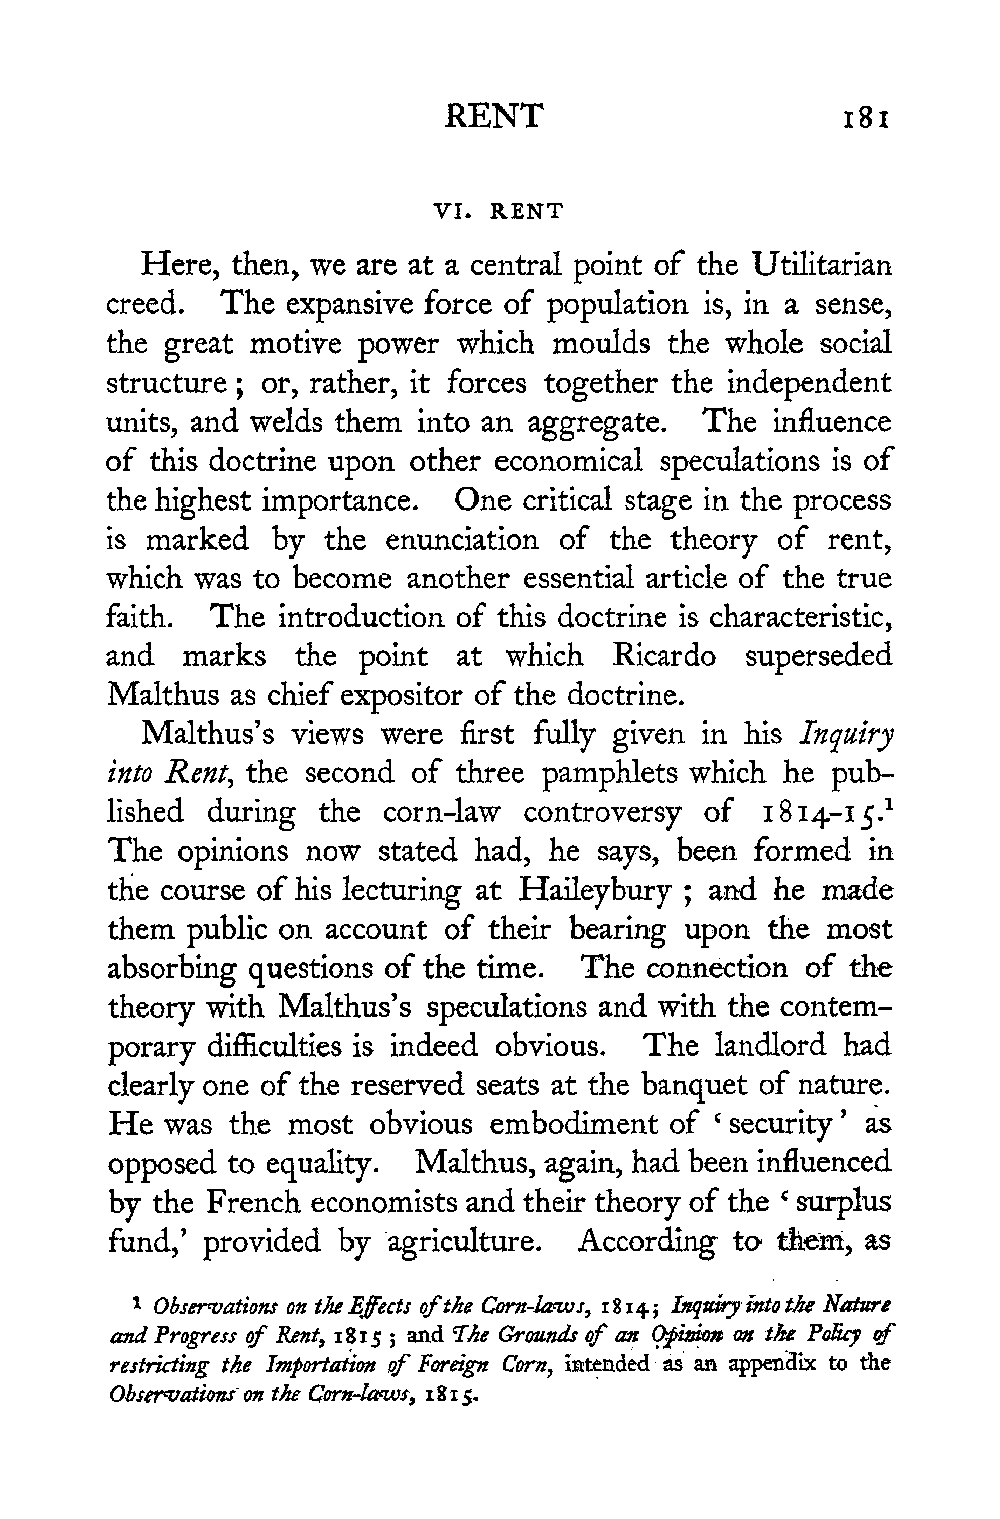 RENT 181
VI. RENT
Here, then, we are at a central point of the Utilitarian
creed. The expansive force of population is, in a sense,
the great motive power which moulds the whole social
structure ; or, rather, it forces together the independent
units, and welds them into an aggregate. The influence
of this doctrine upon other economical speculations is of
the highest importance. One critical stage in the process
is marked by the enunciation of the theory of rent,
which was to become another essential article of the true
faith. The introduction of this doctrine is characteristic,
and marks the point at which Ricardo superseded
Malthus as chief expositor of the doctrine.
Malthus's views were first fully given in his Inquiry
into Rent, the second of three pamphlets which he pub-
lished during the corn-law controversy of 1814-15.¹
The opinions now stated had, he says, been formed in
the course of his lecturing at Haileybury ; and he made
them public on account of their bearing upon the most
absorbing questions of the time. The connection of the
theory with Malthus's speculations and with the contem-
porary difficulties is indeed obvious. The landlord had
clearly one of the reserved seats at the banquet of nature.
He was the most obvious embodiment of ‘ security ’ as
opposed to equality. Malthus, again, had been influenced
by the French economists and their theory of the ‘ surplus
fund,’ provided by agriculture. According to them, as
¹ Observations on the Effects of the Corn-laws, 1814; Inquiry into the Nature
and Progress of Rent, 1815 ; and The Grounds of an Opinion on the Policy of
restricting the Importation of Foreign Corn, intended as an appendix to the
Observations on the Corn-laws, 1815.